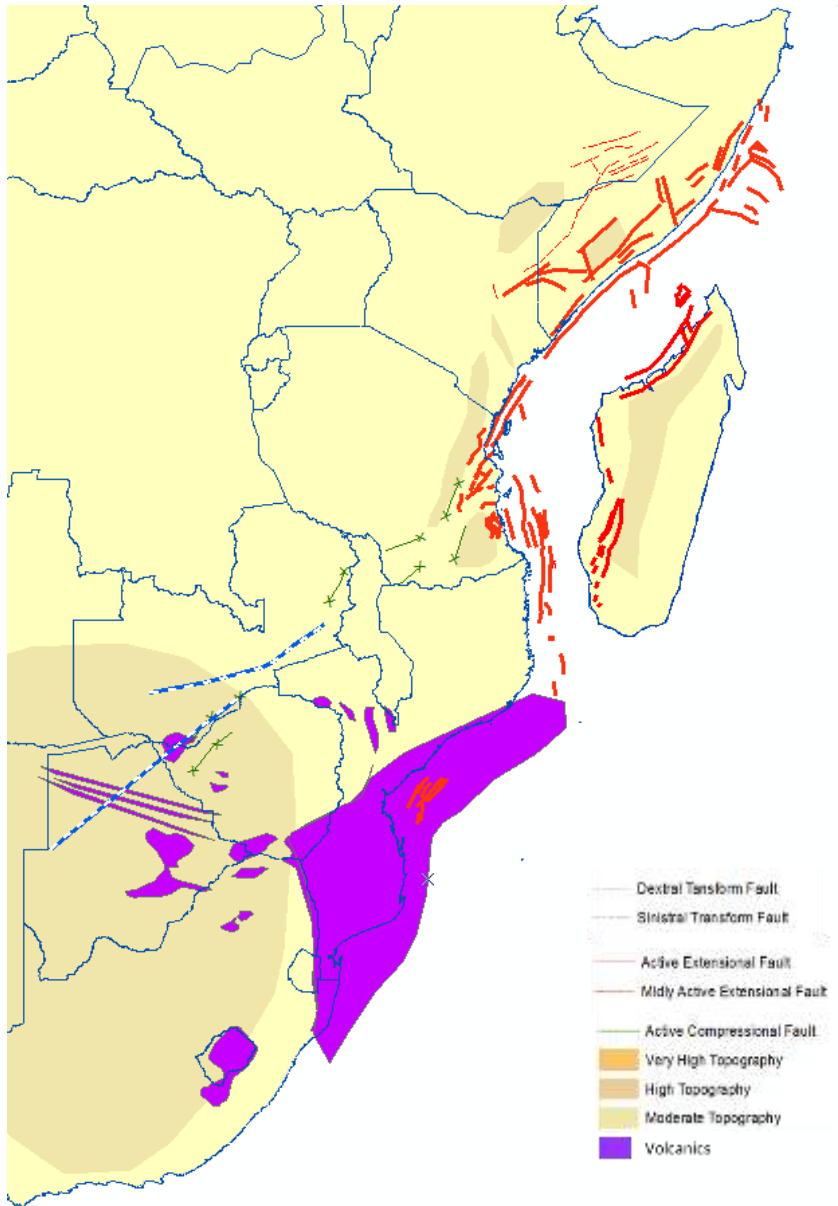 Dextral Tansform Fault
Sinistral Transform Fault
Active Extensional Fault
Midly Active Extensional Fault
Active Compressional Fault
Very High Topography
High Topography
Moderate Topography
Volcanics